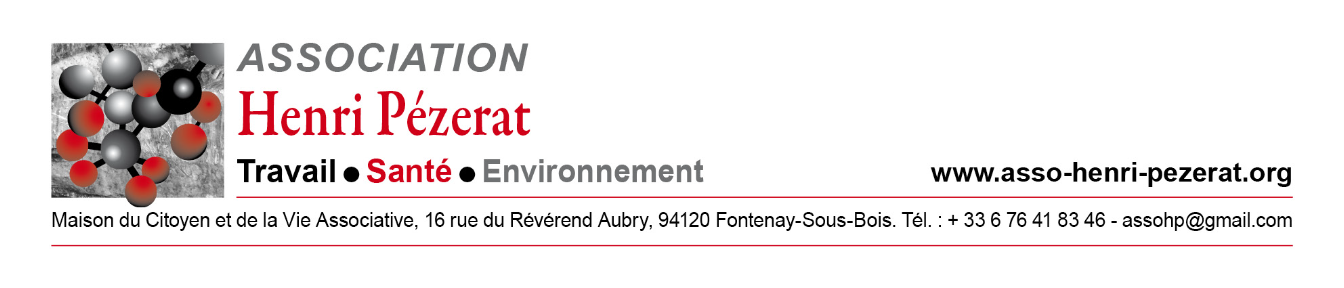 ASSOCIATION
Henri Pézerat
Travail ● Santé ● Environnement
www.asso-henri-pezerat.org
Maison du Citoyen et de la Vie Associative, 16 rue du Révérend Aubry, 94120 Fontenay-Sous-Bois. Tél. : + 33 6 76 41 83 46 - assohp@gmail.com